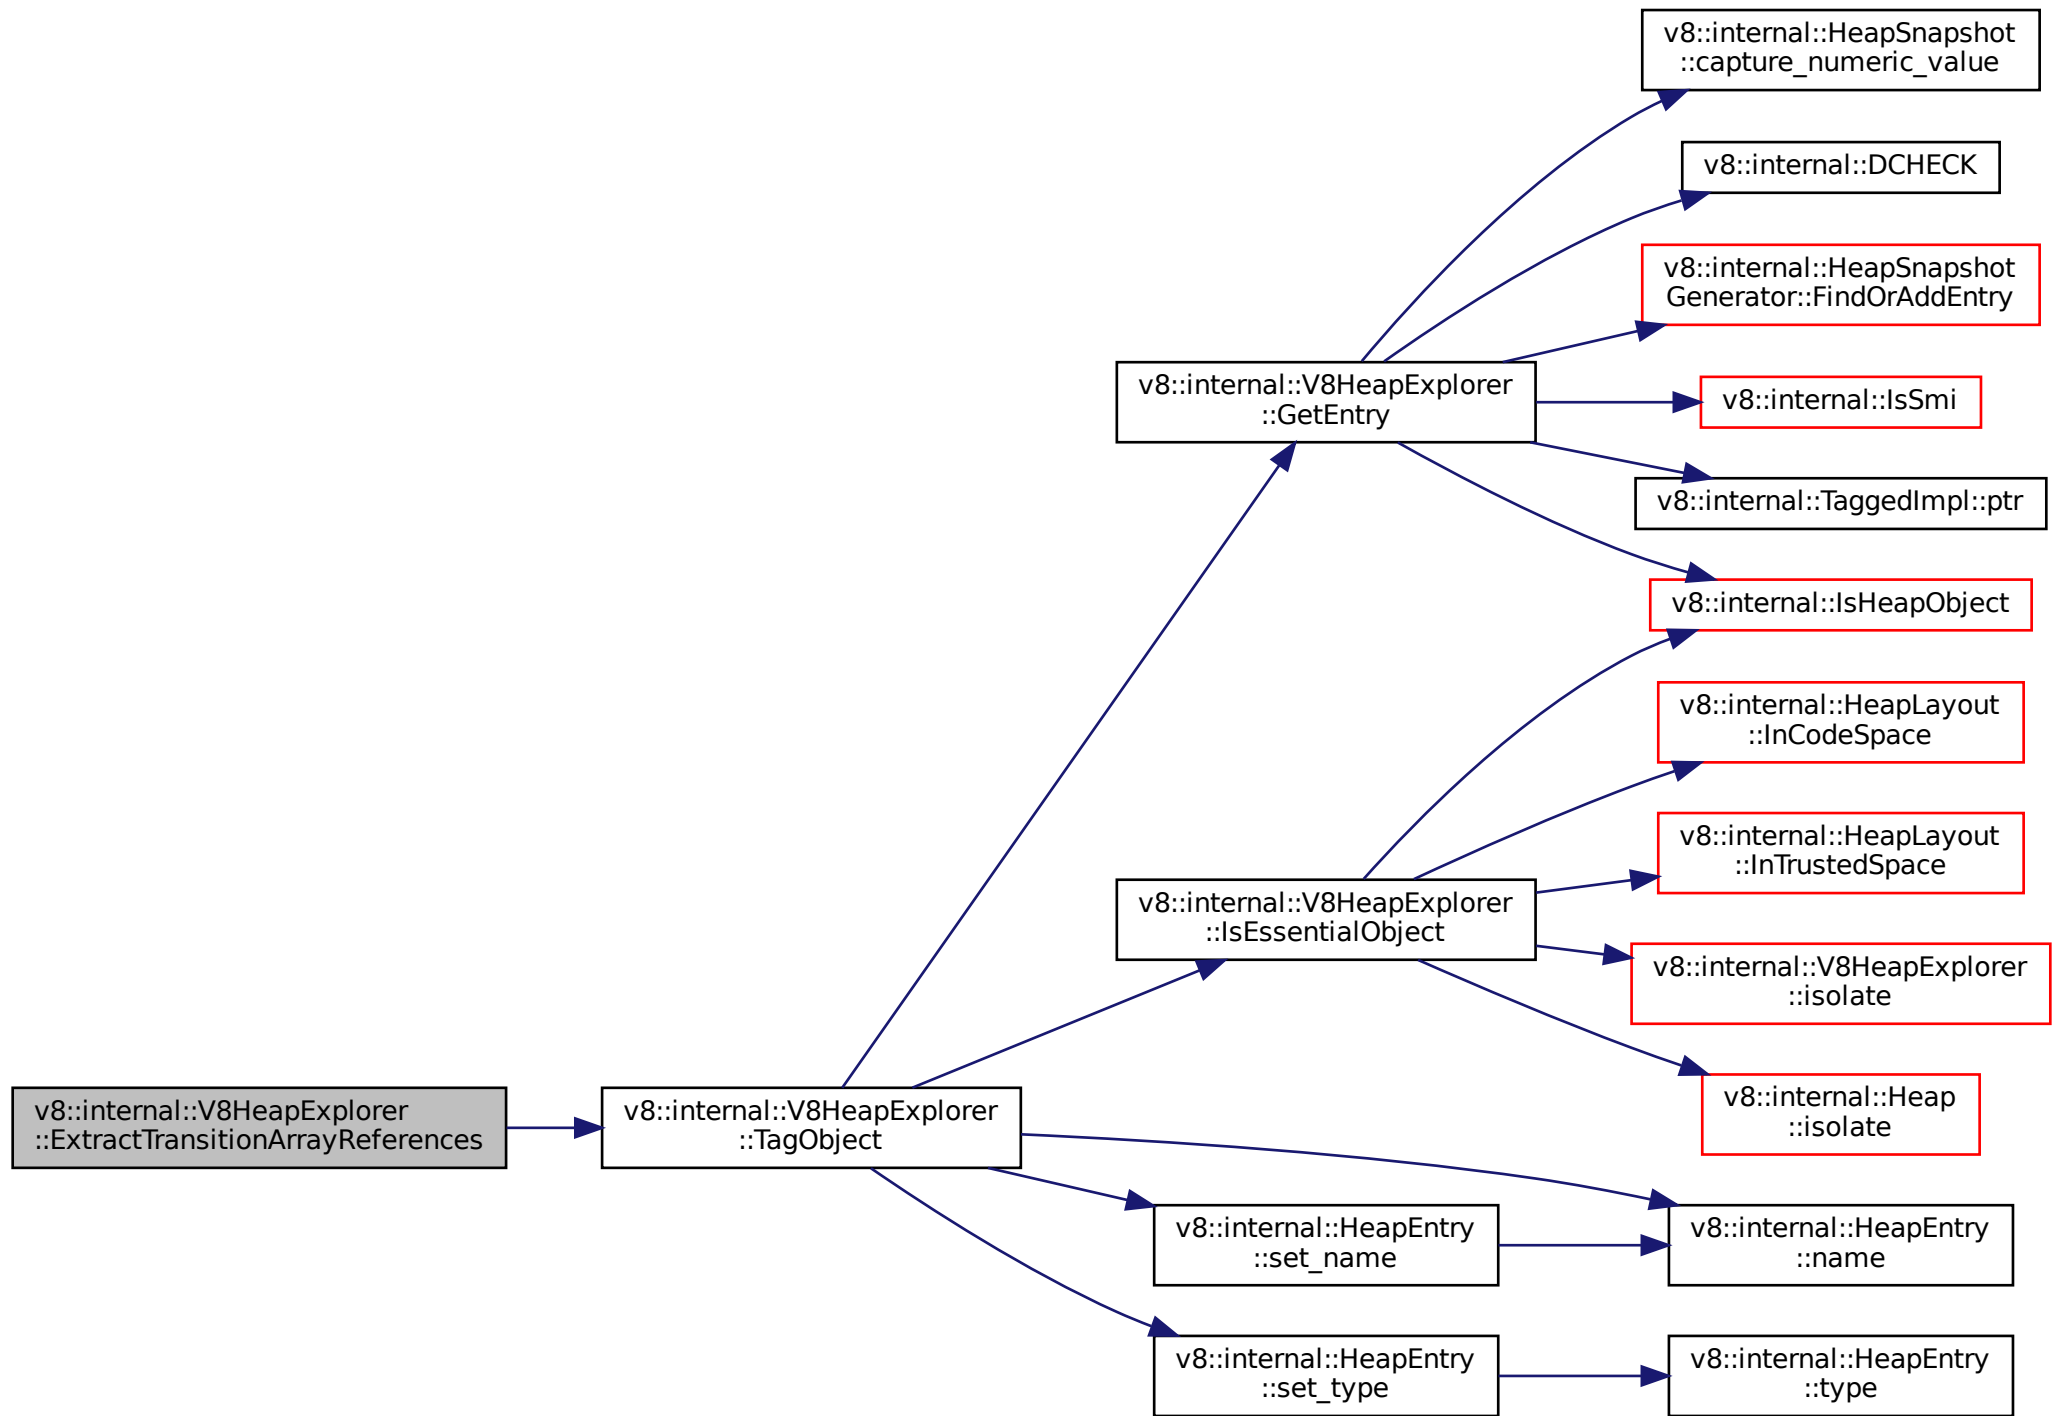 v8::internal::HeapSnapshot
::capture_numeric_value
v8::internal::DCHECK
v8::internal::HeapSnapshot
Generator::FindOrAddEntry
v8::internal::V8HeapExplorer
::GetEntry
v8::internal::IsSmi
v8::internal::TaggedImpl::ptr
v8::internal::IsHeapObject
v8::internal::HeapLayout
::InCodeSpace
v8::internal::HeapLayout
::InTrustedSpace
v8::internal::V8HeapExplorer
::IsEssentialObject
v8::internal::V8HeapExplorer
::isolate
v8::internal::Heap
::isolate
v8::internal::V8HeapExplorer
::ExtractTransitionArrayReferences
v8::internal::V8HeapExplorer
::TagObject
v8::internal::HeapEntry
::set_name
v8::internal::HeapEntry
::name
v8::internal::HeapEntry
::set_type
v8::internal::HeapEntry
::type